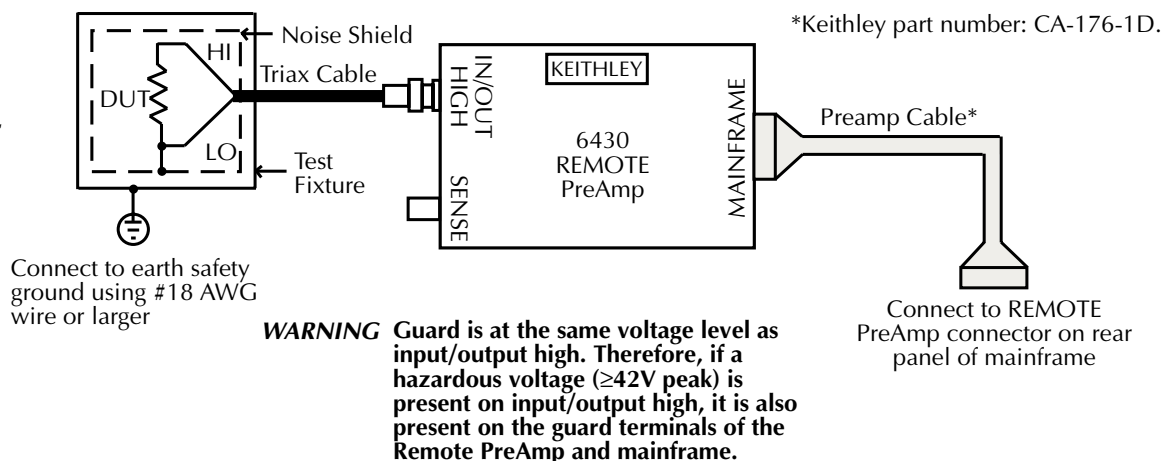 *Keithley part number: CA-176-1D.
Noise Shield
HI
Triax Cable
DUT
LO
Test
Fixture
IN/OUT
HIGH
SENSE
KEITHLEY
6430
REMOTE
PreAmp
MAINFRAME
Preamp Cable*
Connect to earth safety
ground using #18 AWG
wire or larger
Connect to REMOTE
PreAmp connector on rear
panel of mainframe
WARNING Guard is at the same voltage level as
input/output high. Therefore, if a
hazardous voltage (≥42V peak) is
present on input/output high, it is also
present on the guard terminals of the
Remote PreAmp and mainframe.